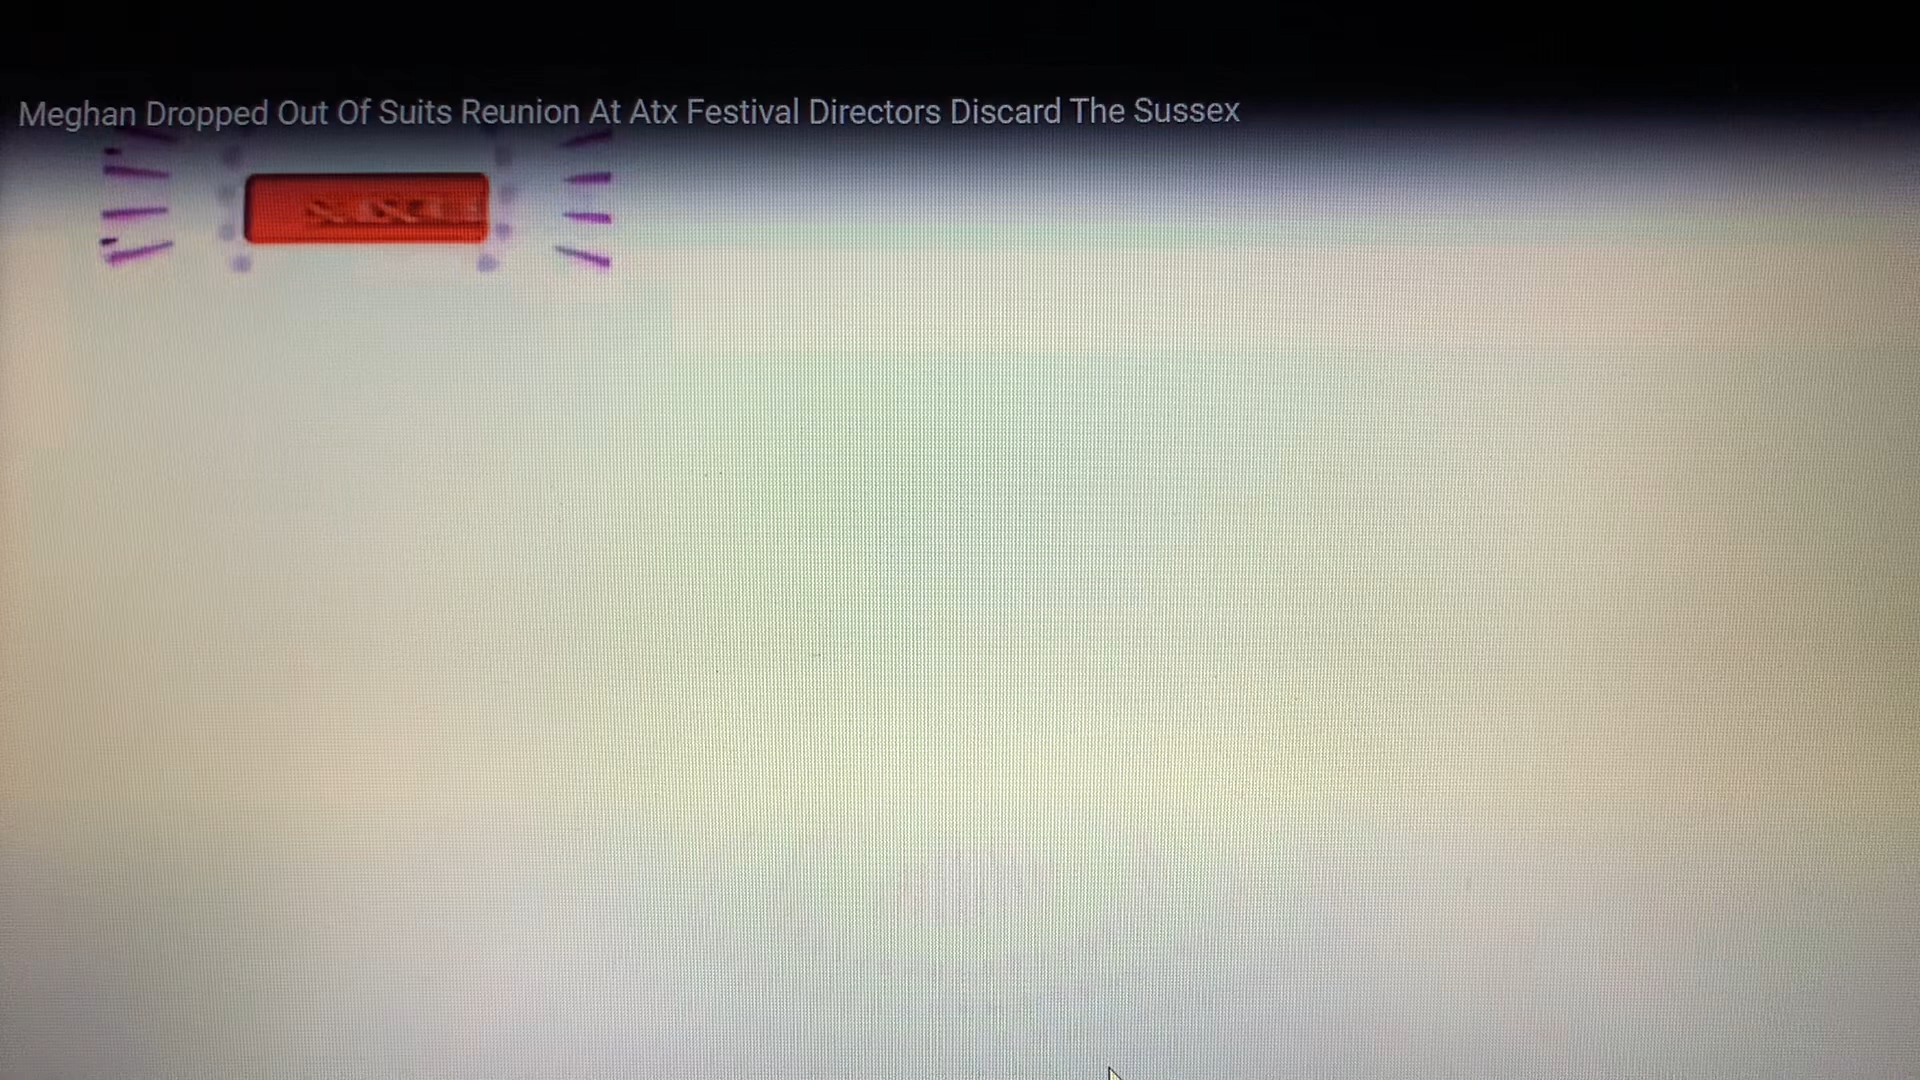 Meghan Dropped Out Of Suits Reunion At Atx Festival Directors Discard The Sussex